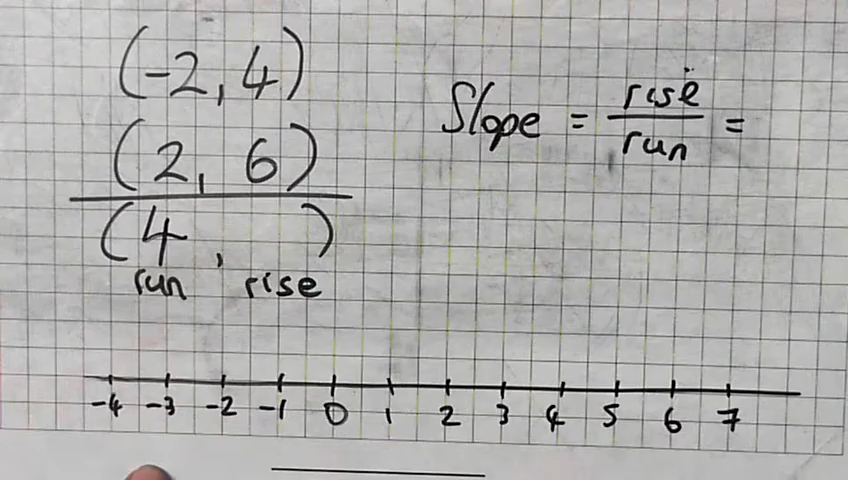 (-2, 4)
(2, 6)
(4, )
run rise
Slope = rise/run =
-4 -3 -2 -1 0 1 2 3 4 5 6 7